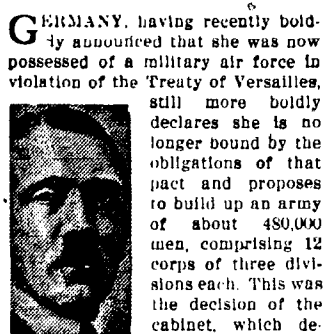 GERMANY, having recently bold-
ly announced that she was now
possessed of a military air force in
violation of the Treaty of Versailles,
still more boldly
declares she is no
longer bound by the
obligations of that
pact and proposes
to build up an army
of about 480,000
men, comprising 12
corps of three divi-
sions each. This was
the decision of the
cabinet, which de-